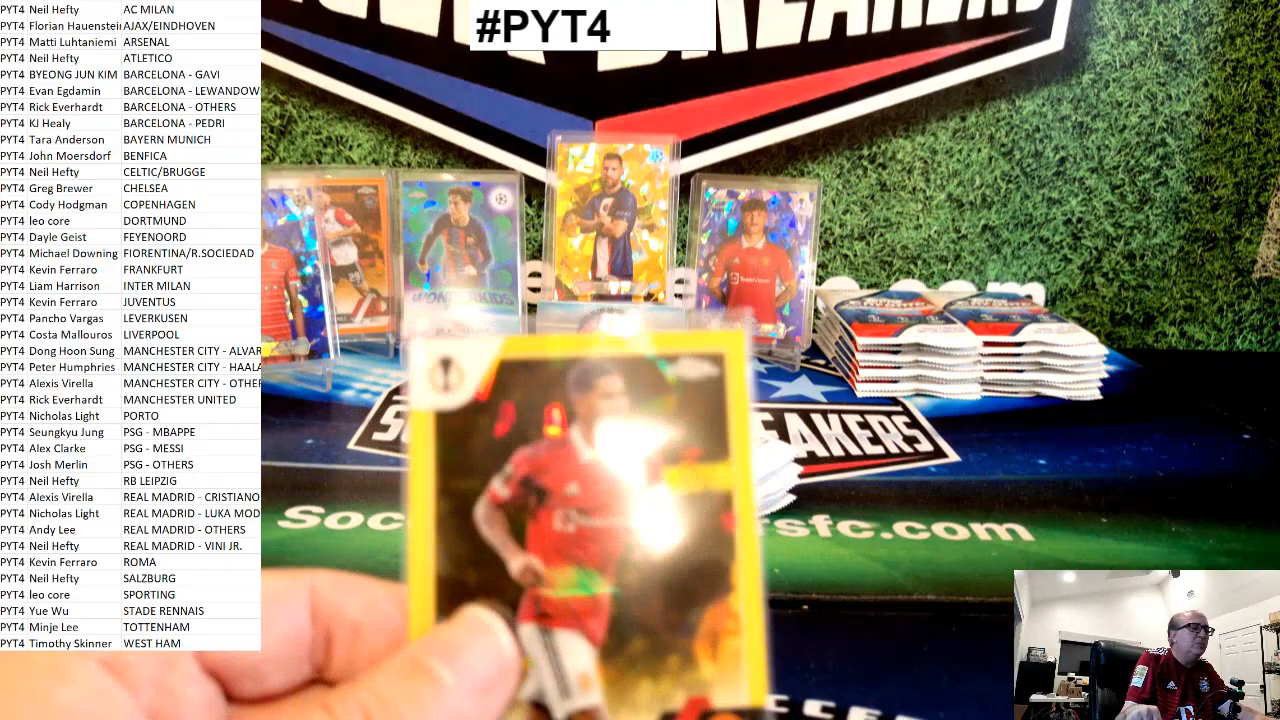 #PYT4
PYT4 Neil Hefty AC MILAN
PYT4 Florian Hauenstein AJAX/EINDHOVEN
PYT4 Matti Luhtaniemi ARSENAL
PYT4 Neil Hefty ATLETICO
PYT4 BYEONG JUN KIM BARCELONA - GAVI
PYT4 Evan Egdamin BARCELONA - LEWANDOW
PYT4 Rick Everhardt BARCELONA - OTHERS
PYT4 KJ Healy BARCELONA - PEDRI
PYT4 Tara Anderson BAYERN MUNICH
PYT4 John Moersdorf BENFICA
PYT4 Neil Hefty CELTIC/BRUGGE
PYT4 Greg Brewer CHELSEA
PYT4 Cody Hodgman COPENHAGEN
PYT4 leo core DORTMUND
PYT4 Dayle Geist FEYENOORD
PYT4 Michael Downing FIORENTINA/R.SOCIEDAD
PYT4 Kevin Ferraro FRANKFURT
PYT4 INTER MILAN
PYT4 Kevin Ferraro JUVENTUS
PYT4 Pancho Vargas LEVERKUSEN
PYT4 Costa Mallouros LIVERPOOL
PYT4 Dong Hoon Sung MANCHESTER CITY - ALVAR
PYT4 Peter Humphries MANCHESTER CITY -
PYT4 Alexis Virella MANCHESTER CITY - OTHE
PYT4 Rick Everhardt MANCHESTER UNITED
PYT4 Nicholas Light PORTO
PYT4 Seungkyu Jung PSG - MBAPPE
PYT4 Alex Clarke PSG - MESSI
PYT4 Josh Merlin PSG - OTHERS
PYT4 Neil Hefty RB LEIPZIG
PYT4 Alexis Virella REAL MADRID - CRISTIANO
PYT4 Nicholas Light REAL MADRID - LUKA MOD
PYT4 Andy Lee REAL MADRID - OTHERS
PYT4 Neil Hefty REAL MADRID - VINI JR.
PYT4 Kevin Ferraro ROMA
PYT4 Neil Hefty SALZBURG
PYT4 leo core SPORTING
PYT4 Yue Wu STADE RENNAIS
PYT4 Minje Lee TOTTENHAM
PYT4 Timothy Skinner WEST HAM
WONDERKIDS
TeamViewer
EAKERS
Soc
rsfc.com